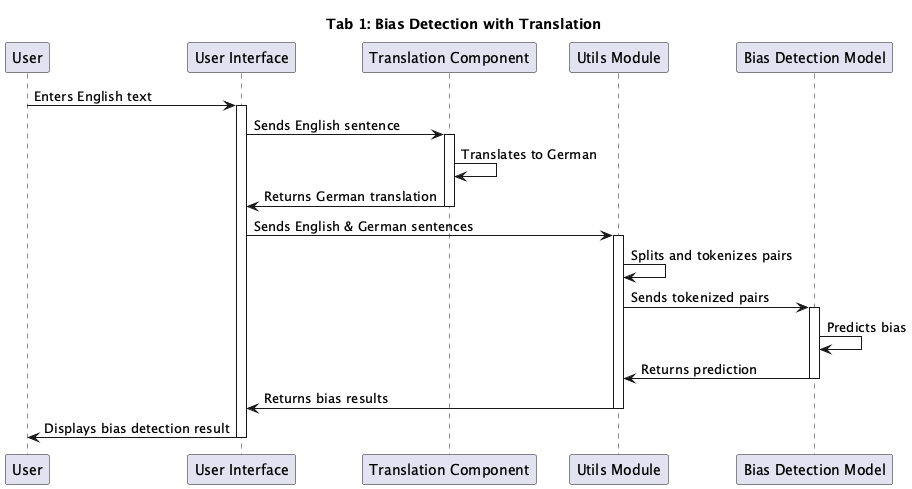 Tab 1: Bias Detection with Translation
User User Interface Translation Component Utils Module Bias Detection Model
Enters English text
Sends English sentence
Translates to German
Returns German translation
Sends English & German sentences
Splits and tokenizes pairs
Sends tokenized pairs
Predicts bias
Returns prediction
Returns bias results
Displays bias detection result
User User Interface Translation Component Utils Module Bias Detection Model